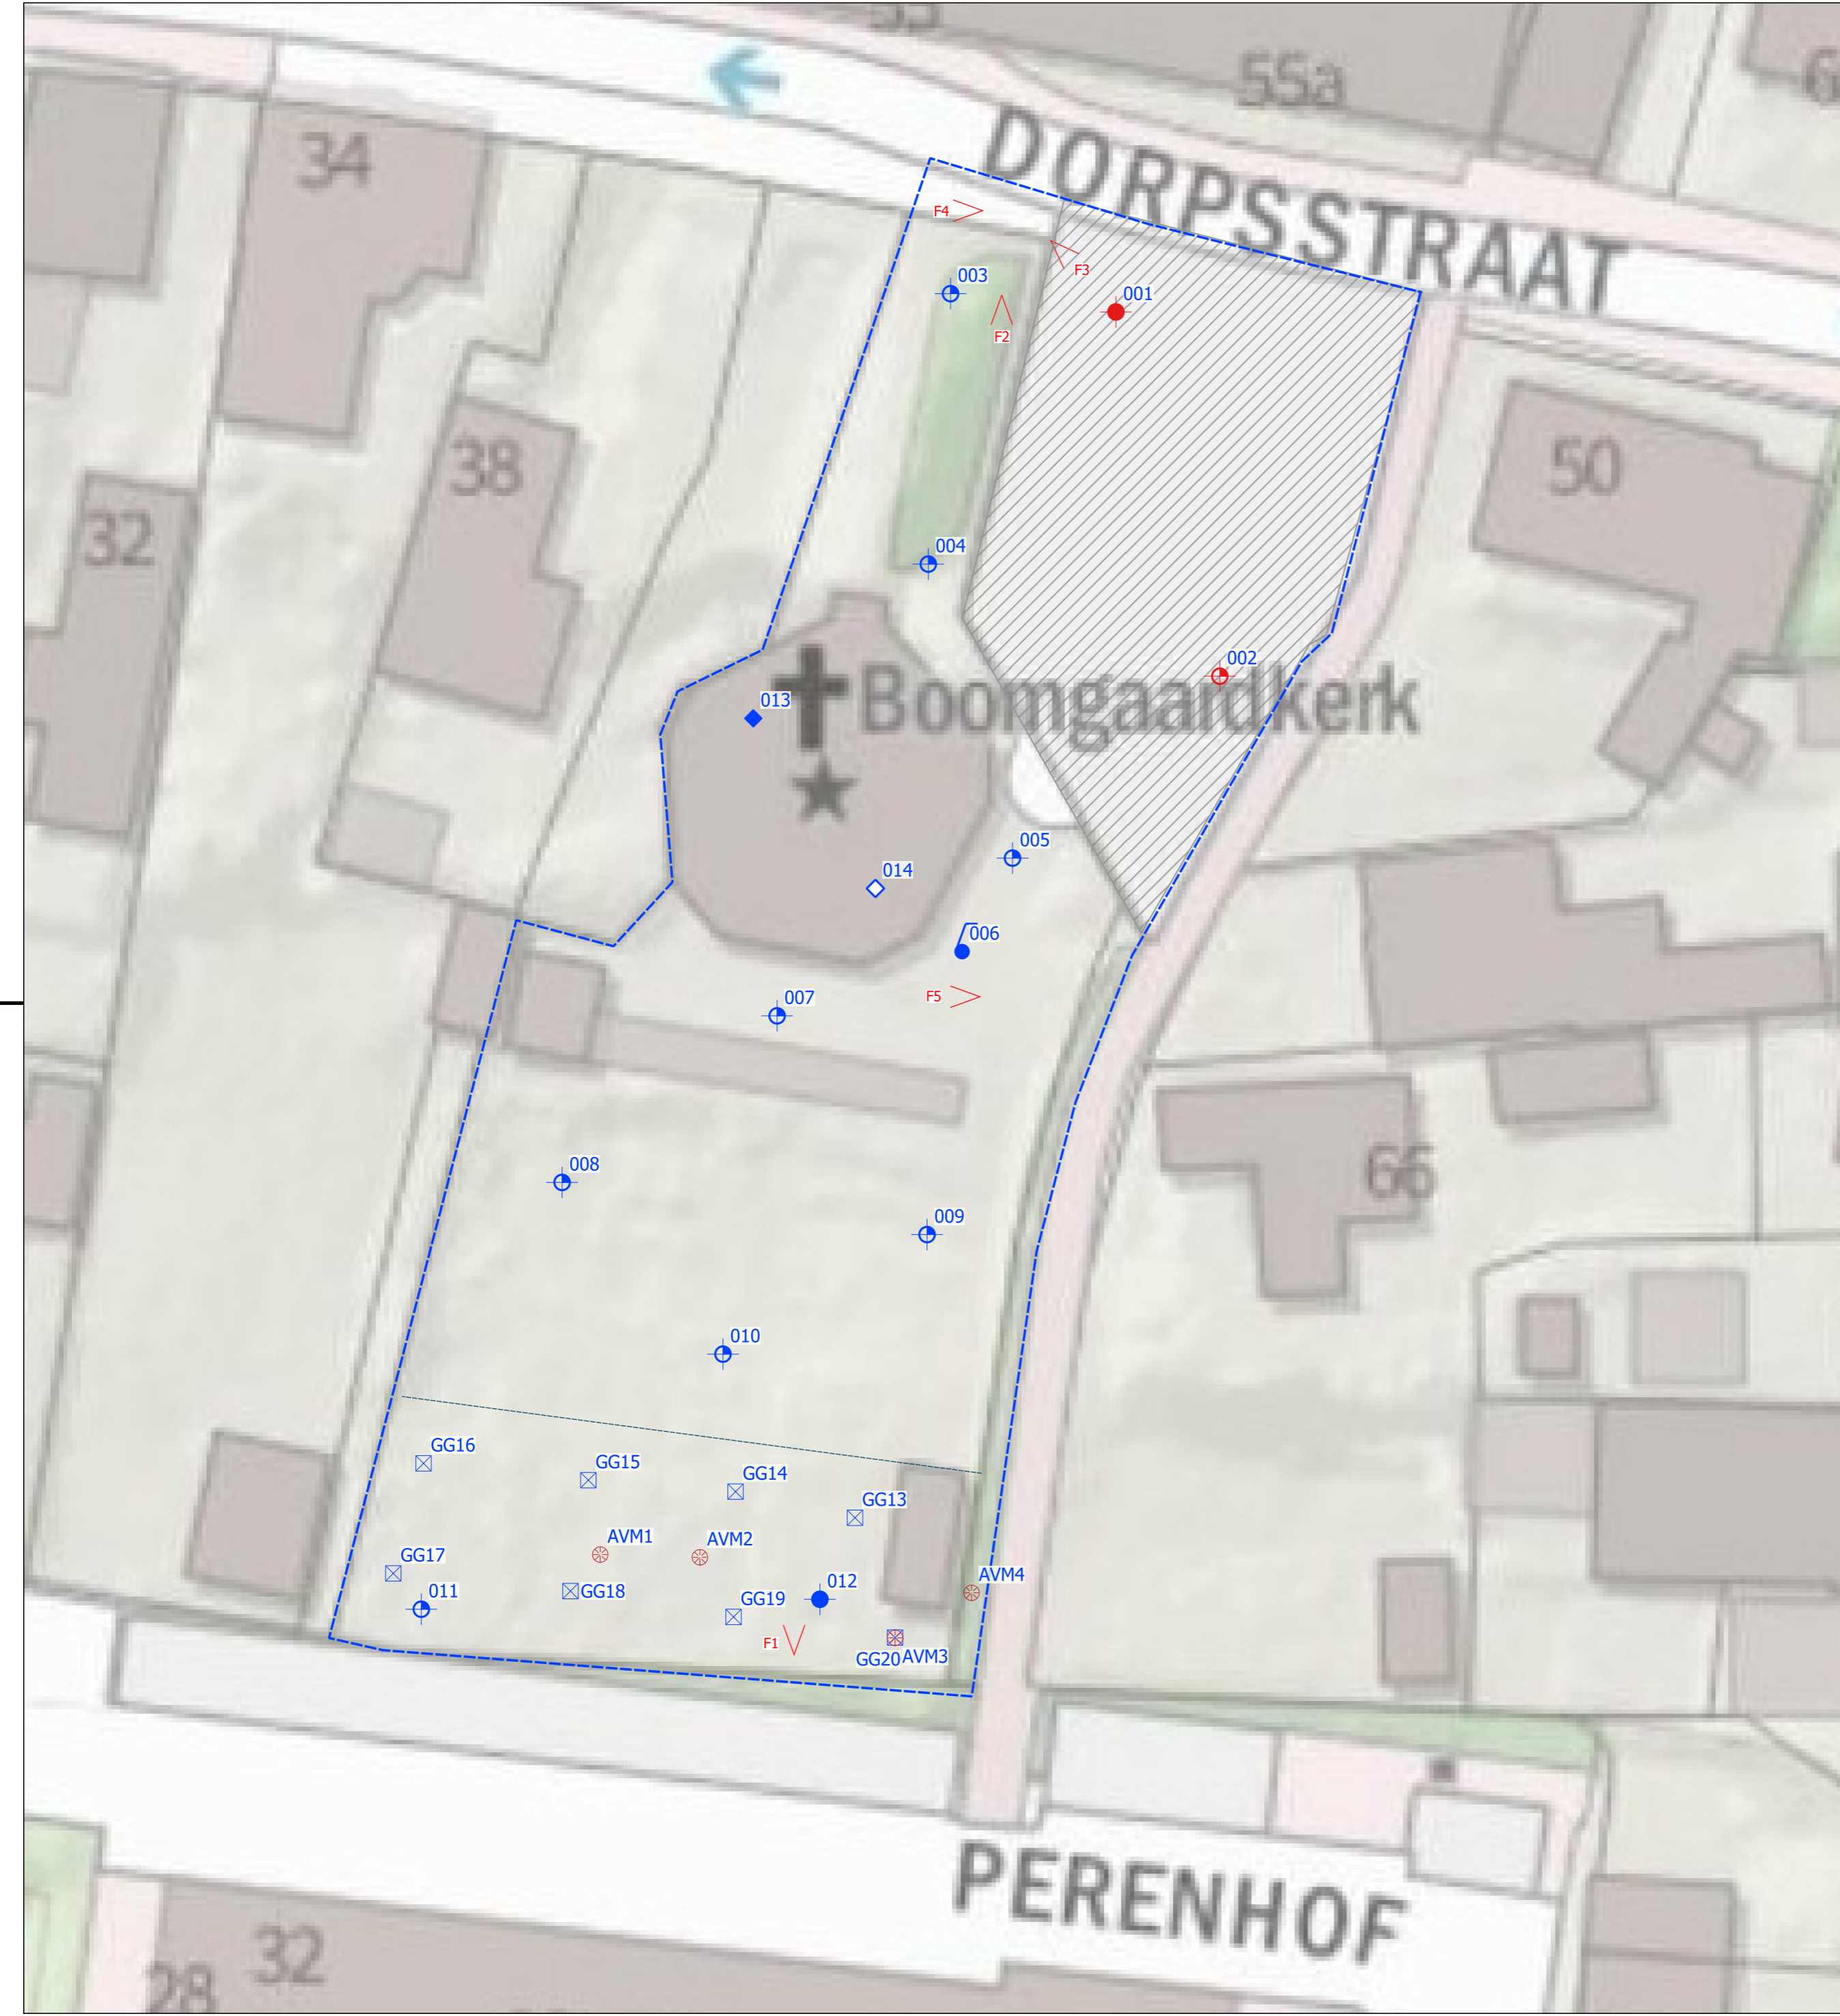 55a
DORPSSTRAAT
34
F4
003
F3
001
F2
38
50
32
004
002
013
Boomgaardkerk
005
014
006
F5
007
008
66
009
010
GG16
GG15
GG14
GG13
AVM1
AVM2
GG17
011
GG18
GG19
012
AVM4
F1
GG20
AVM3
PERENHOF
32
28